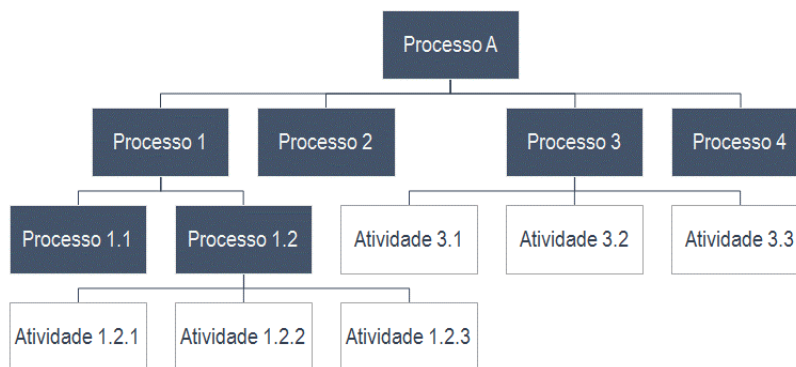 Processo A
Processo 1
Processo 2
Processo 3
Processo 4
Processo 1.1
Processo 1.2
Atividade 3.1
Atividade 3.2
Atividade 3.3
Atividade 1.2.1
Atividade 1.2.2
Atividade 1.2.3